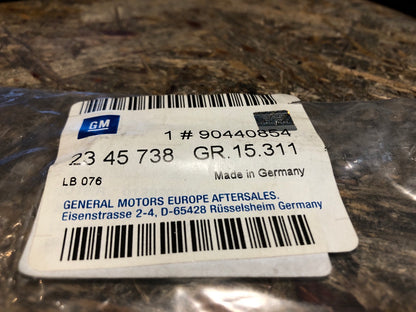 GM
1 # 90440854
23 45 738 GR.15.311
LB 076 Made in Germany
GENERAL MOTORS EUROPE AFTERSALES.
Eisenstrasse 2-4, D-65428 Rüsselsheim Germany